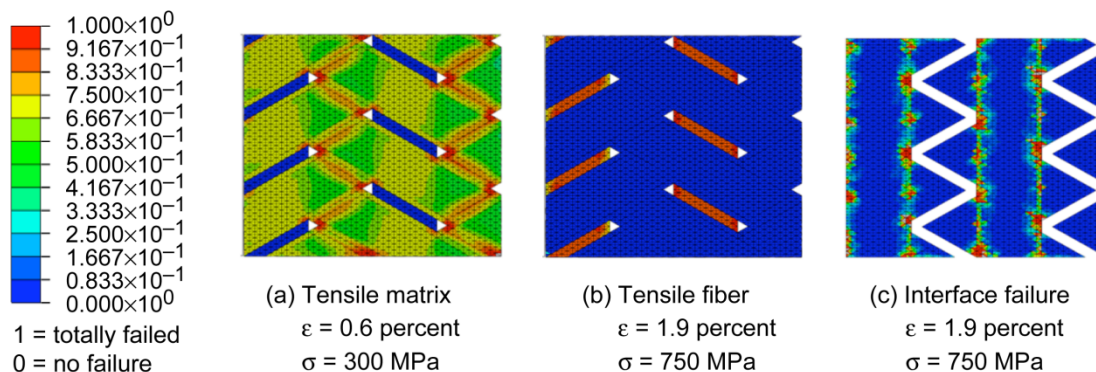 1.000×10⁰
9.167×10⁻¹
8.333×10⁻¹
7.500×10⁻¹
6.667×10⁻¹
5.833×10⁻¹
5.000×10⁻¹
4.167×10⁻¹
3.333×10⁻¹
2.500×10⁻¹
1.667×10⁻¹
0.833×10⁻¹
0.000×10⁰
1 = totally failed
0 = no failure
(a) Tensile matrix
ε = 0.6 percent
σ = 300 MPa
(b) Tensile fiber
ε = 1.9 percent
σ = 750 MPa
(c) Interface failure
ε = 1.9 percent
σ = 750 MPa